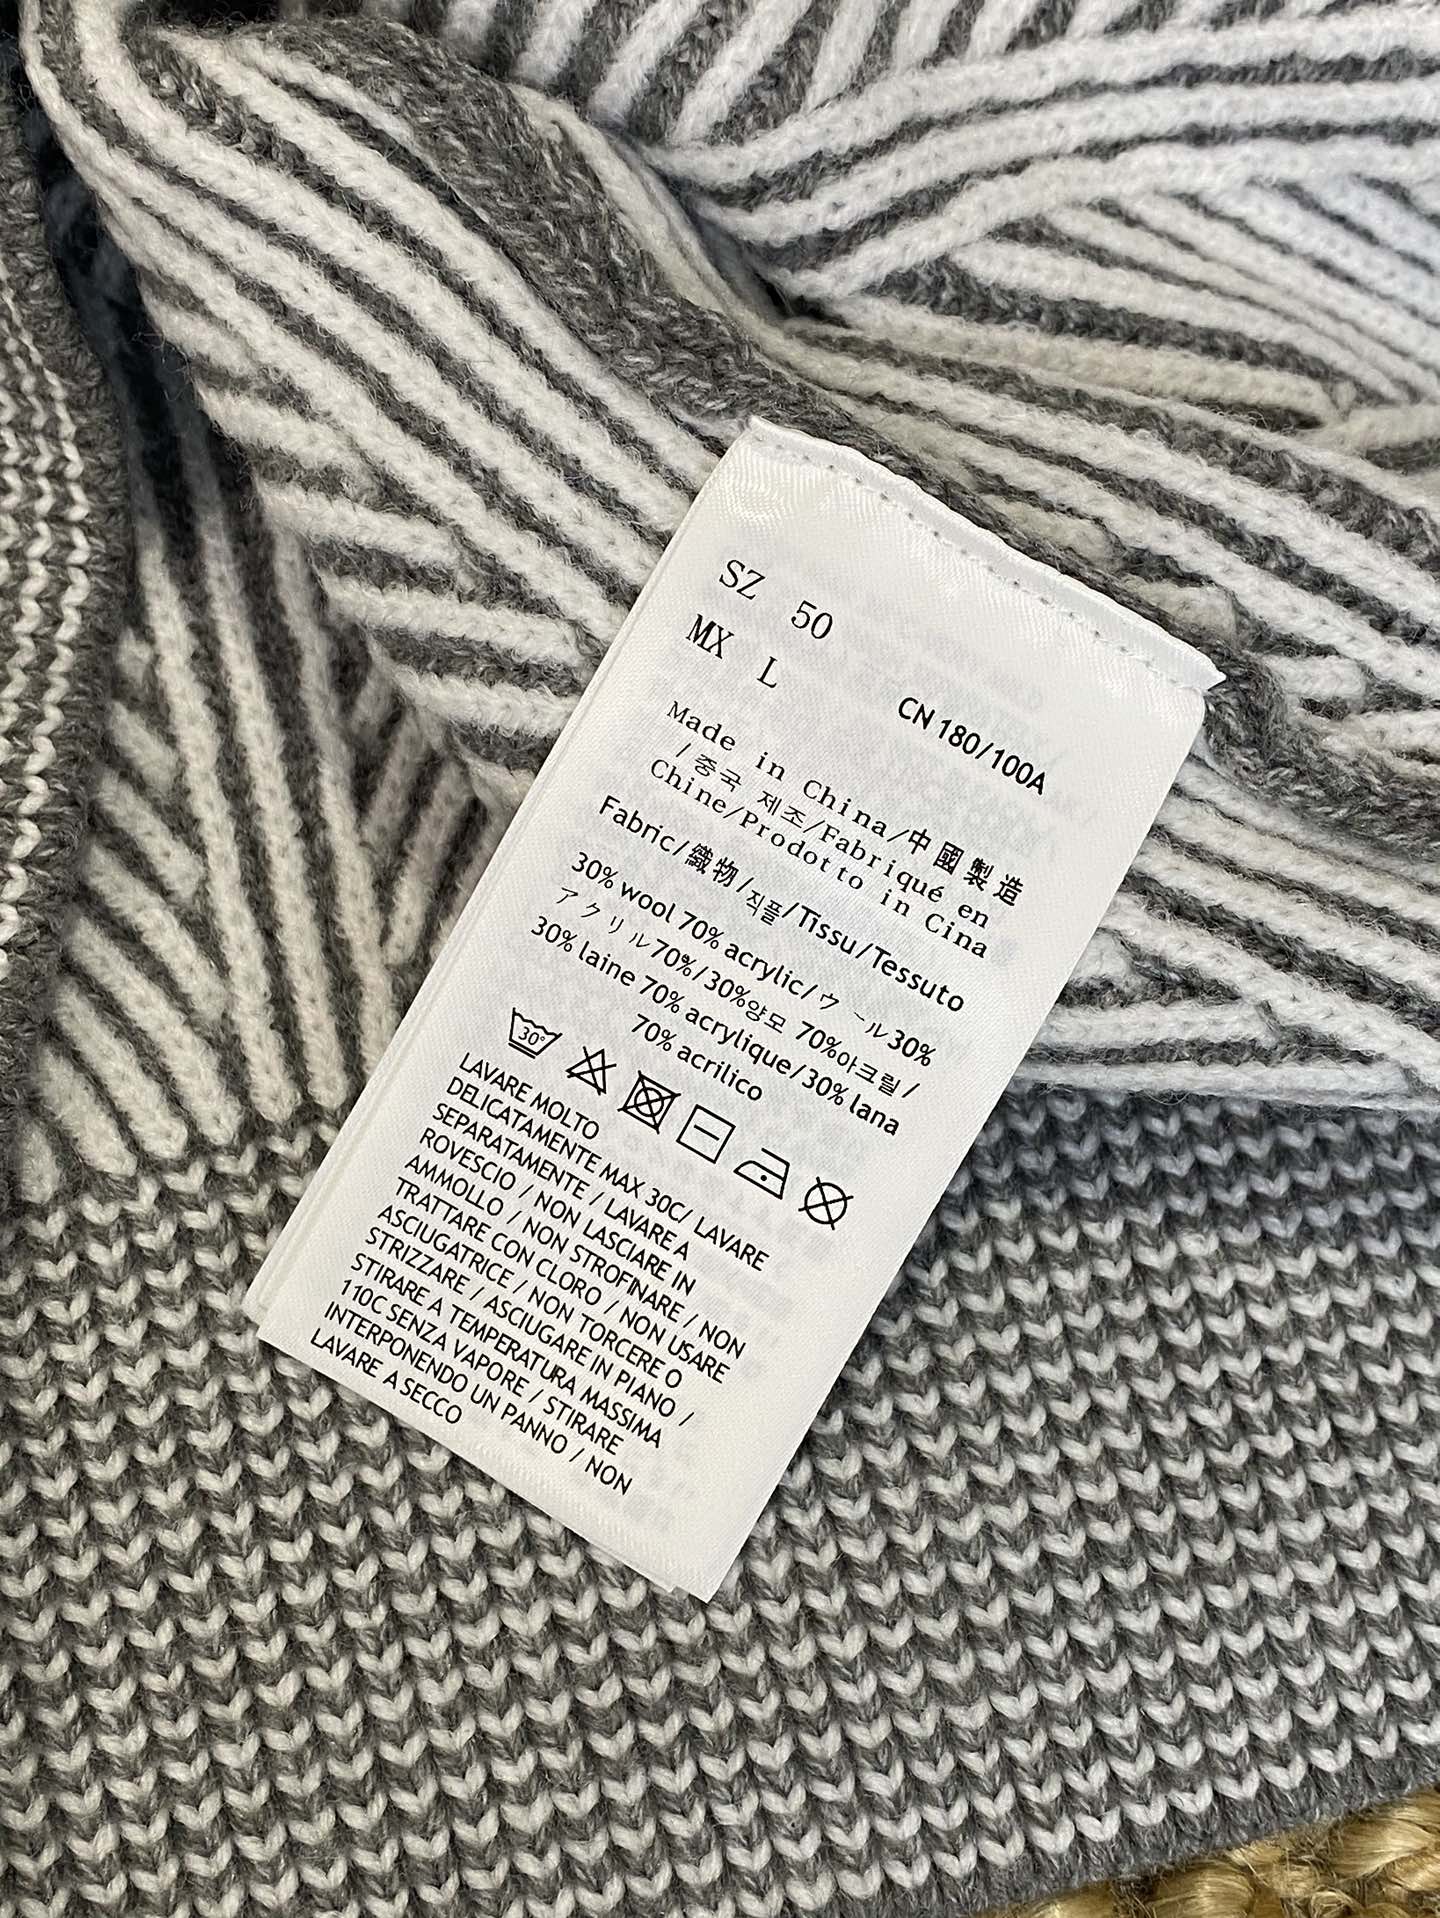 SZ 50
MX L
CN 180/100A
Made in China/中國製造
/중국 제조/Fabriqué en
Chine/Prodotto in Cina
Fabric/織物/직플/Tissu/Tessuto
30% wool 70% acrylic/ウール30%
アクリル70%/30%양모 70%아크릴/
30% laine 70% acrylique/30% lana
70% acrilico
30°
LAVARE MOLTO
DELICATAMENTE MAX 30C/ LAVARE
SEPARATAMENTE / LAVARE A
ROVESCIO / NON LASCIARE IN
AMMOLLO / NON STROFINARE / NON
TRATTARE CON CLORO / NON USARE
ASCIUGATRICE / NON TORCERE O
STRIZZARE / ASCIUGARE IN PIANO /
STIRARE A TEMPERATURA MASSIMA
110C SENZA VAPORE / STIRARE
INTERPONENDO UN PANNO / NON
LAVARE A SECCO